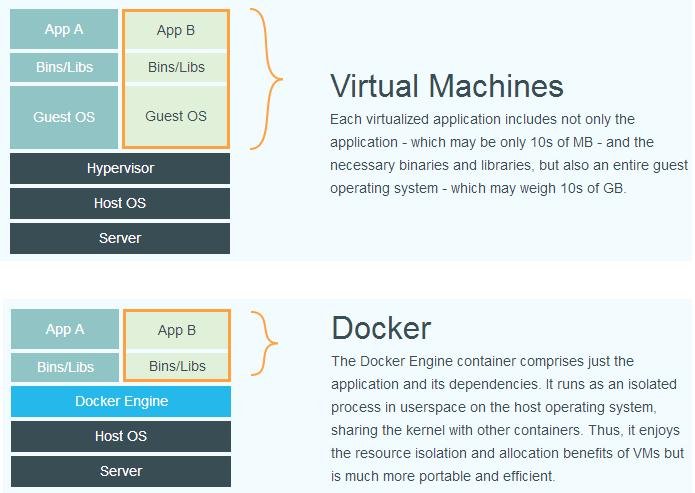 App A
App B
Bins/Libs
Bins/Libs
Guest OS
Guest OS
Hypervisor
Host OS
Server
Virtual Machines
Each virtualized application includes not only the
application - which may be only 10s of MB - and the
necessary binaries and libraries, but also an entire guest
operating system - which may weigh 10s of GB.
App A
App B
Bins/Libs
Bins/Libs
Docker Engine
Host OS
Server
Docker
The Docker Engine container comprises just the
application and its dependencies. It runs as an isolated
process in userspace on the host operating system,
sharing the kernel with other containers. Thus, it enjoys
the resource isolation and allocation benefits of VMs but
is much more portable and efficient.